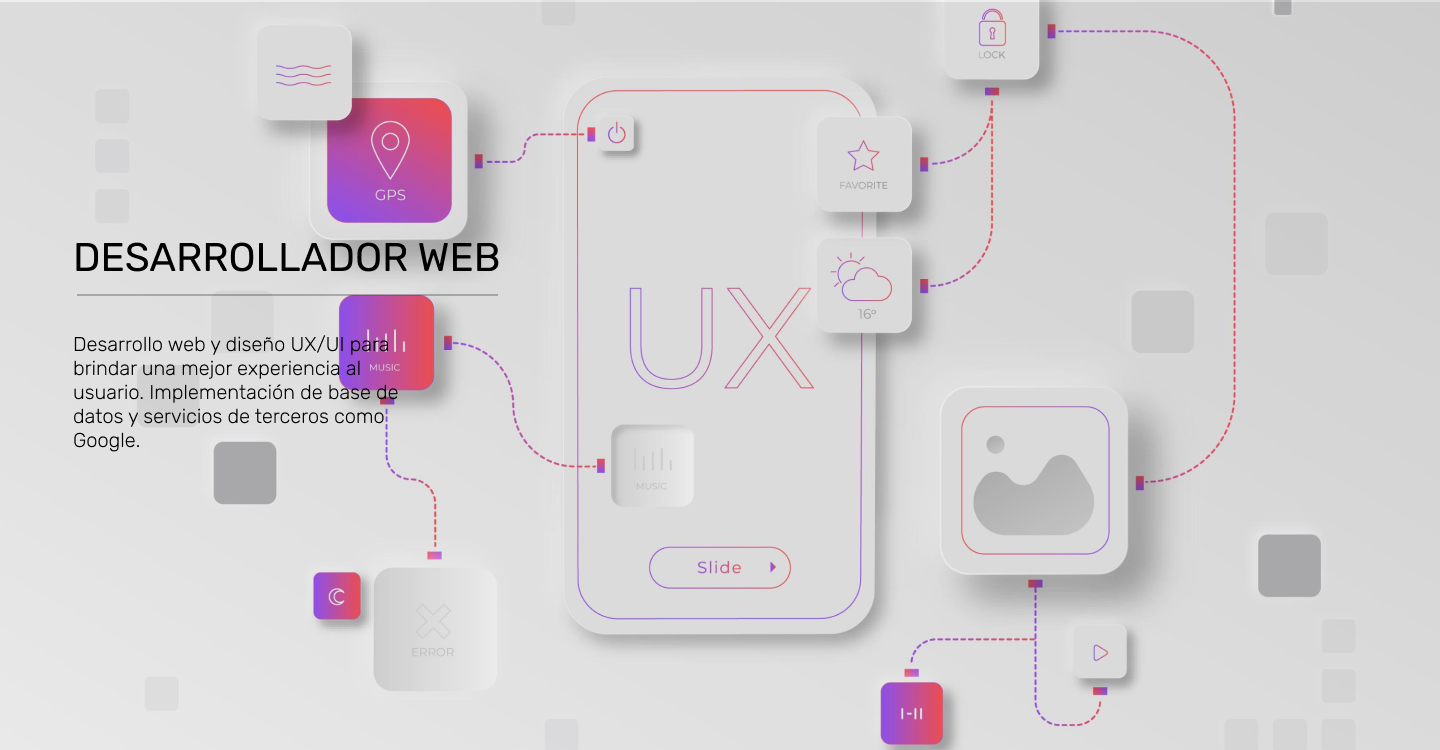 LOCK
GPS
FAVORITE
DESARROLLADOR WEB
16º
UX
Desarrollo web y diseño UX/UI para
brindar una mejor experiencia al
usuario. Implementación de base de
datos y servicios de terceros como
Google.
MUSIC
MUSIC
Slide
ERROR
I-II